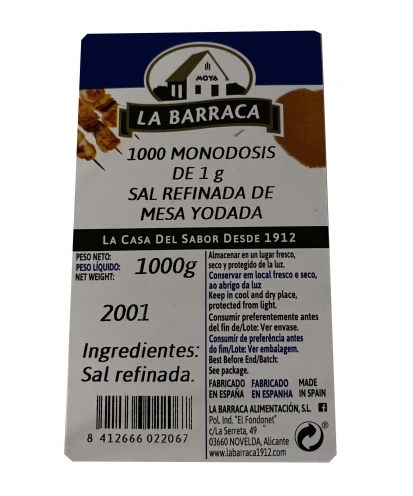 MOYA
LA BARRACA
1000 MONODOSIS
DE 1 g
SAL REFINADA DE
MESA YODADA
LA CASA DEL SABOR DESDE 1912
PESO NETO:
PESO LÍQUIDO:
NET WEIGHT:
1000g
2001
Ingredientes:
Sal refinada.
8 412666 022067
Almacenar en un lugar fresco,
seco y protegido de la luz.
Conservar em local fresco e seco,
ao abrigo da luz
Keep in cool and dry place,
protected from light.
Consumir preferentemente antes
del fin de/Lote: Ver envase.
Consumir de preferência antes
do fim/Lote: Ver embalagem.
Best Before End/Batch:
See package.
FABRICADO EN ESPAÑA
FABRICADO EN ESPANHA
MADE IN SPAIN
LA BARRACA ALIMENTACIÓN, S.L
Pol. Ind. "El Fondonet"
c/La Serreta, 49
03660 NOVELDA, Alicante
www.labarraca1912.com